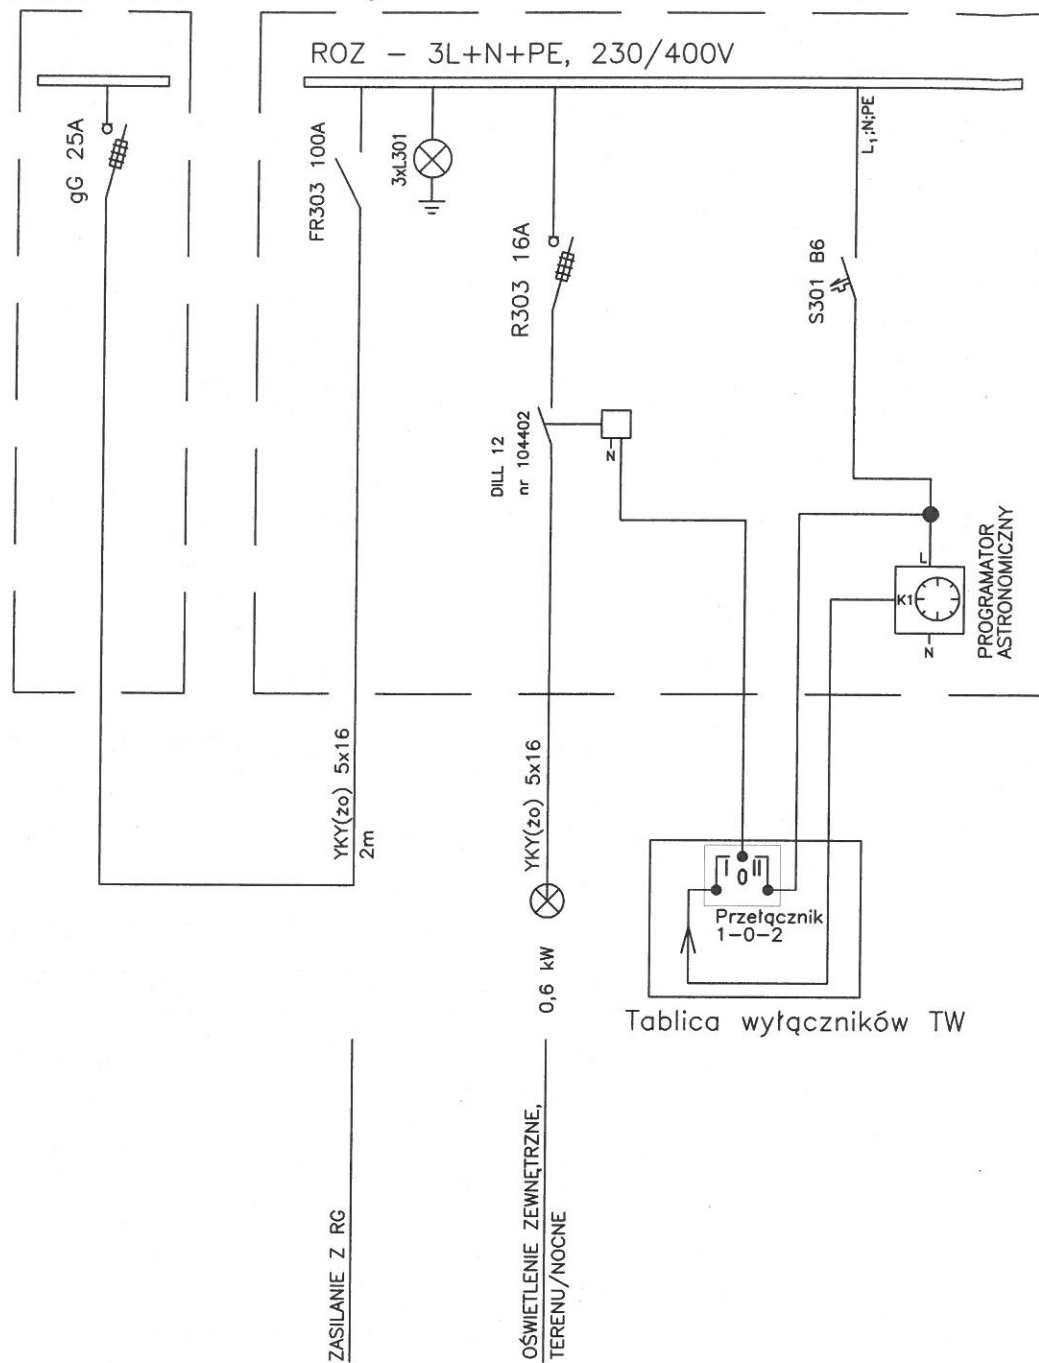 ROZ - 3L+N+PE, 230/400V
gG 25A
FR303 100A
3xL301
R303 16A
L₁;N;PE
S301 B6
DILL 12
nr 104402
N
L
K1
N
PROGRAMATOR
ASTRONOMICZNY
YKY(żo) 5x16
2m
YKY(żo) 5x16
0,6 kW
I 0 II
Przełącznik
1-0-2
Tablica wyłączników TW
ZASILANIE Z RG
OŚWIETLENIE ZEWNĘTRZNE,
TERENU/NOCNE